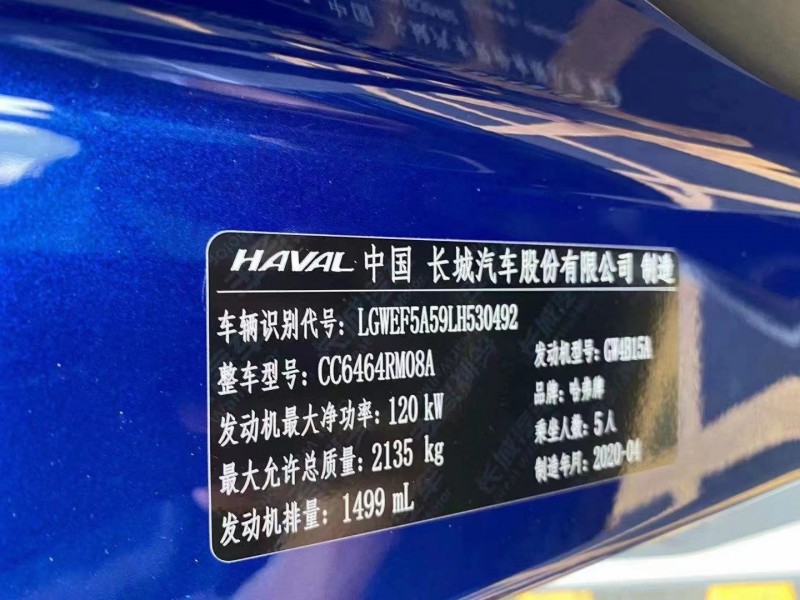 HAVAL 中国 长城汽车股份有限公司 制造
车辆识别代号: LGWEF5A59LH530492
整车型号: CC6464RM08A 发动机型号: GW4B15A
发动机最大净功率: 120 kW 品牌: 哈弗牌
最大允许总质量: 2135 kg 乘坐人数: 5人
发动机排量: 1499 mL 制造年月: 2020-04